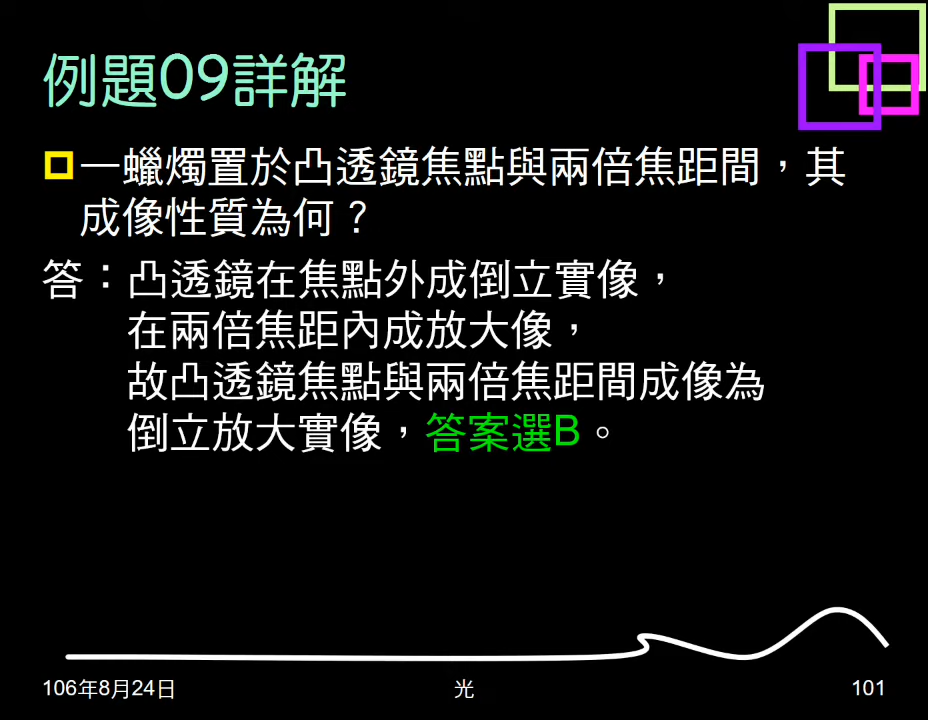 例題09詳解
一蠟燭置於凸透鏡焦點與兩倍焦距間，其
成像性質為何？
答：凸透鏡在焦點外成倒立實像，
在兩倍焦距內成放大像，
故凸透鏡焦點與兩倍焦距間成像為
倒立放大實像，答案選B。
106年8月24日
光
101